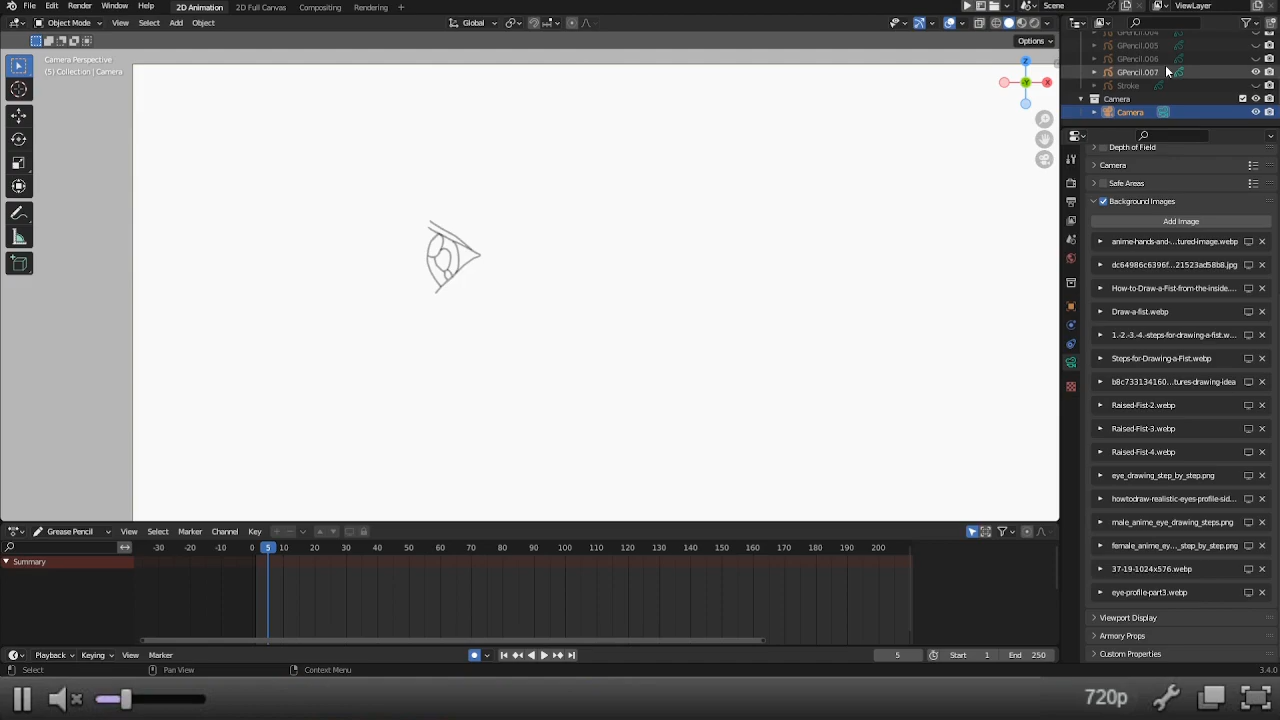 File Edit Render Window Help 2D Animation 2D Full Canvas Compositing Rendering + Scene ViewLayer
Object Mode View Select Add Object Global
Options
Camera Perspective
(5) Collection | Camera
Z
-Y X
GPencil.004
GPencil.005
GPencil.006
GPencil.007
Stroke
Camera
Camera
Depth of Field
Camera
Safe Areas
Background Images
Add Image
anime-hands-and-...tured-image.webp
dc64986c6396f...21523ad58b8.jpg
How-to-Draw-a-Fist-from-the-inside....
Draw-a-fist.webp
1.-2.-3.-4.-steps-for-drawing-a-fist.w...
Steps-for-Drawing-a-Fist.webp
b8c733134160...tures-drawing-idea
Raised-Fist-2.webp
Raised-Fist-3.webp
Raised-Fist-4.webp
eye_drawing_step_by_step.png
howtodraw-realistic-eyes-profile-sid...
male_anime_eye_drawing_steps.png
female_anime_ey..._step_by_step.png
37-19-1024x576.webp
eye-profile-part3.webp
Viewport Display
Armory Props
Custom Properties
Grease Pencil View Select Marker Channel Key
-30 -20 -10 0 5 10 20 30 40 50 60 70 80 90 100 110 120 130 140 150 160 170 180 190 200
Summary
Playback Keying View Marker 5 Start 1 End 250
Select Pan View Context Menu 3.4.0
720p